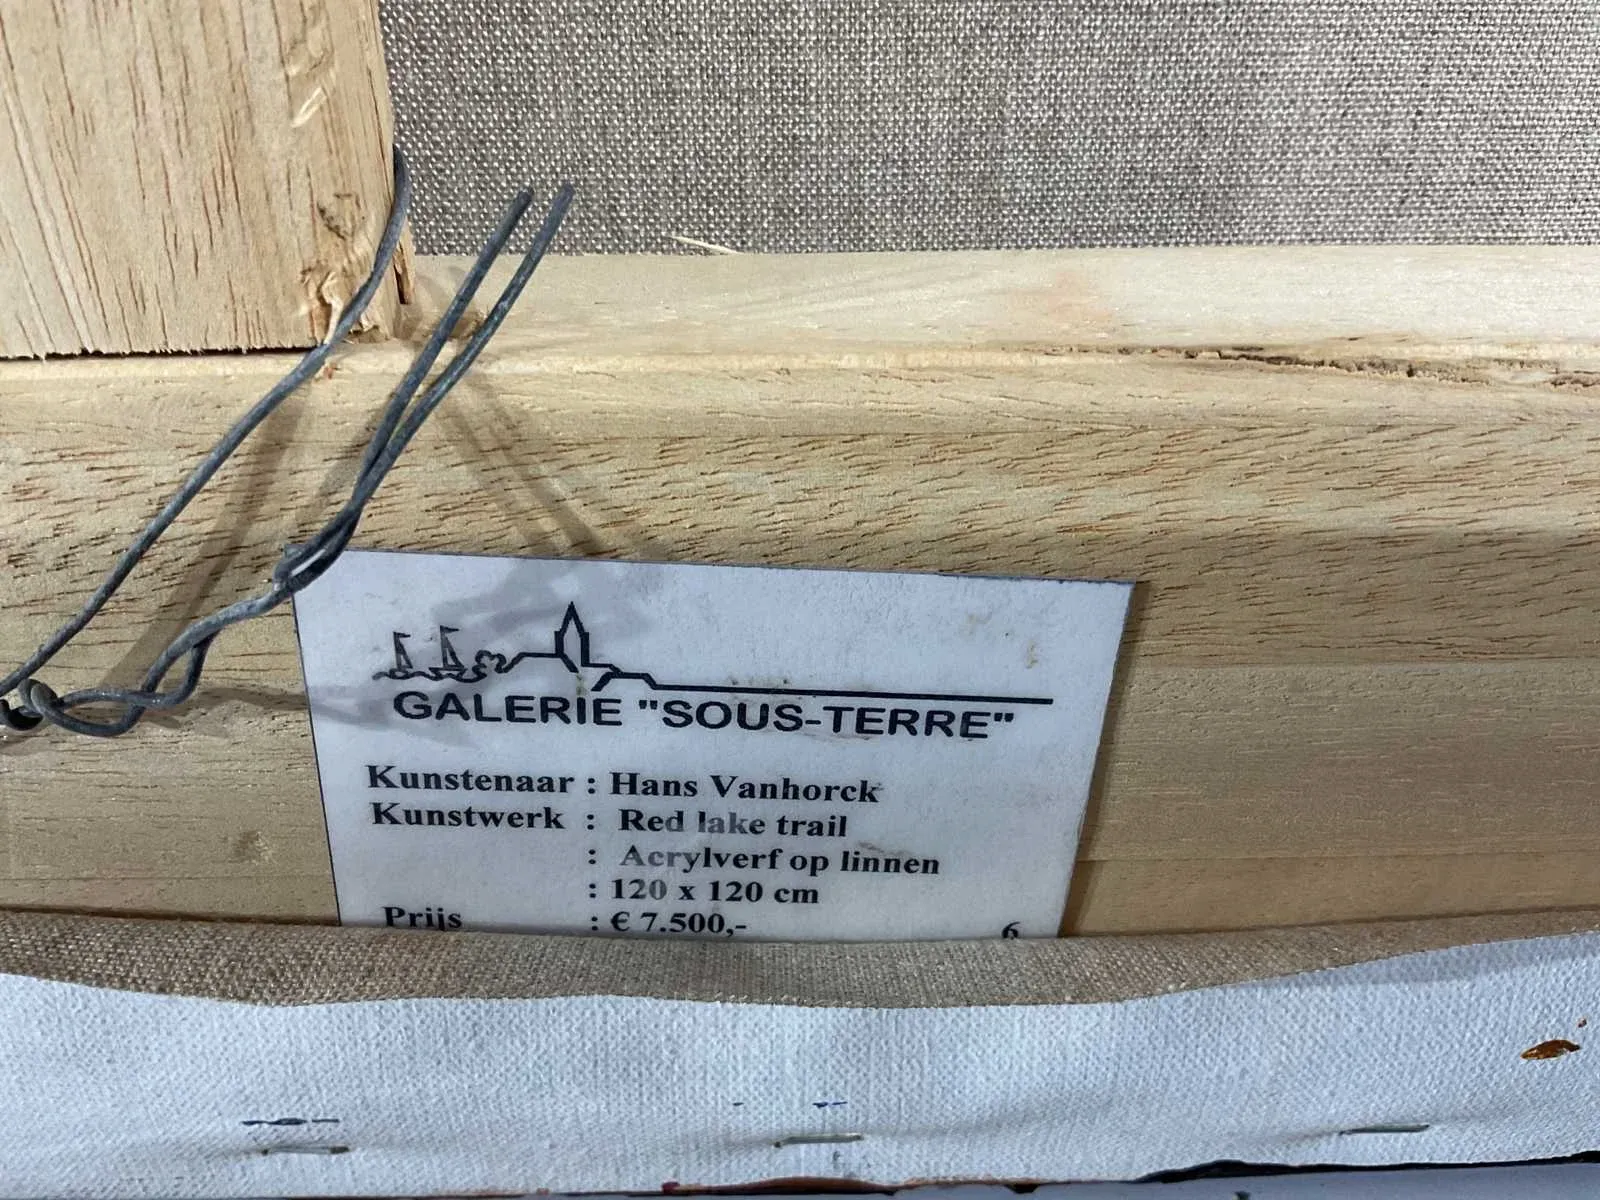 GALERIE "SOUS-TERRE"
Kunstenaar : Hans Vanhorck
Kunstwerk : Red lake trail
: Acrylverf op linnen
: 120 x 120 cm
Prijs : € 7.500,- 6